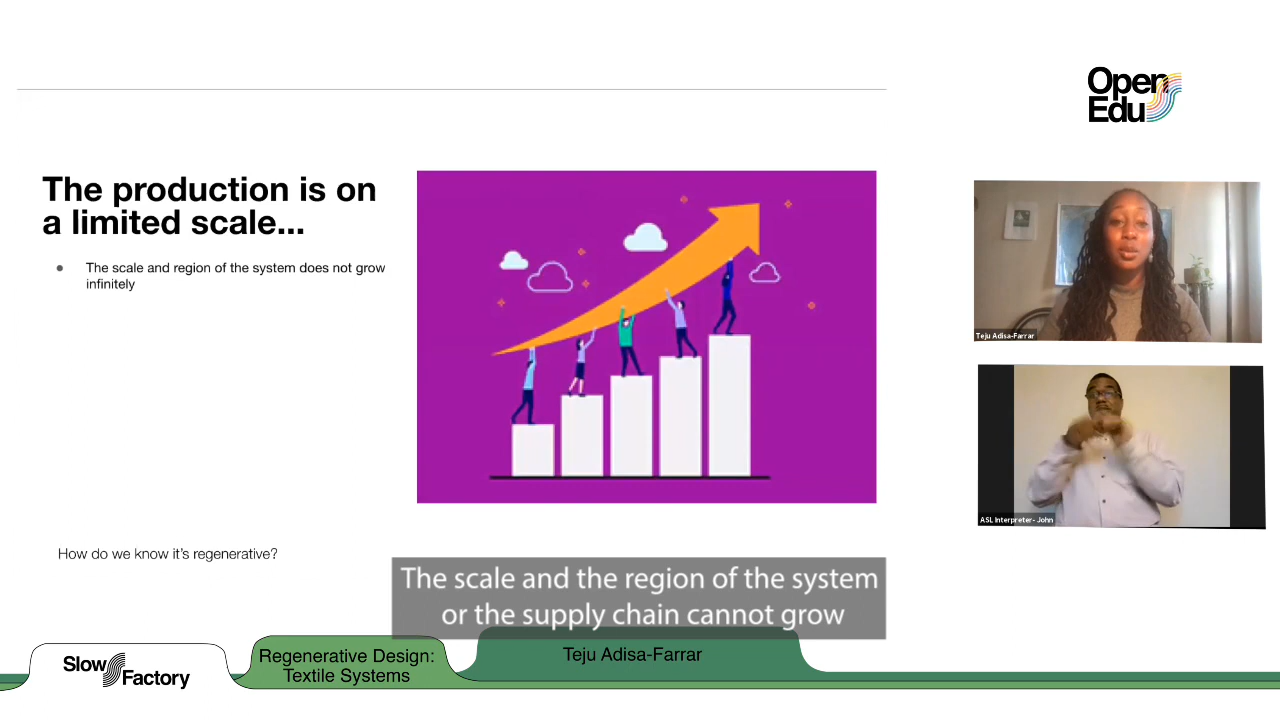 Open
Edu
The production is on
a limited scale...
● The scale and region of the system does not grow
infinitely
Teju Adisa-Farrar
ASL Interpreter- John
How do we know it's regenerative?
The scale and the region of the system
or the supply chain cannot grow
Slow
Factory
Regenerative Design:
Textile Systems
Teju Adisa-Farrar